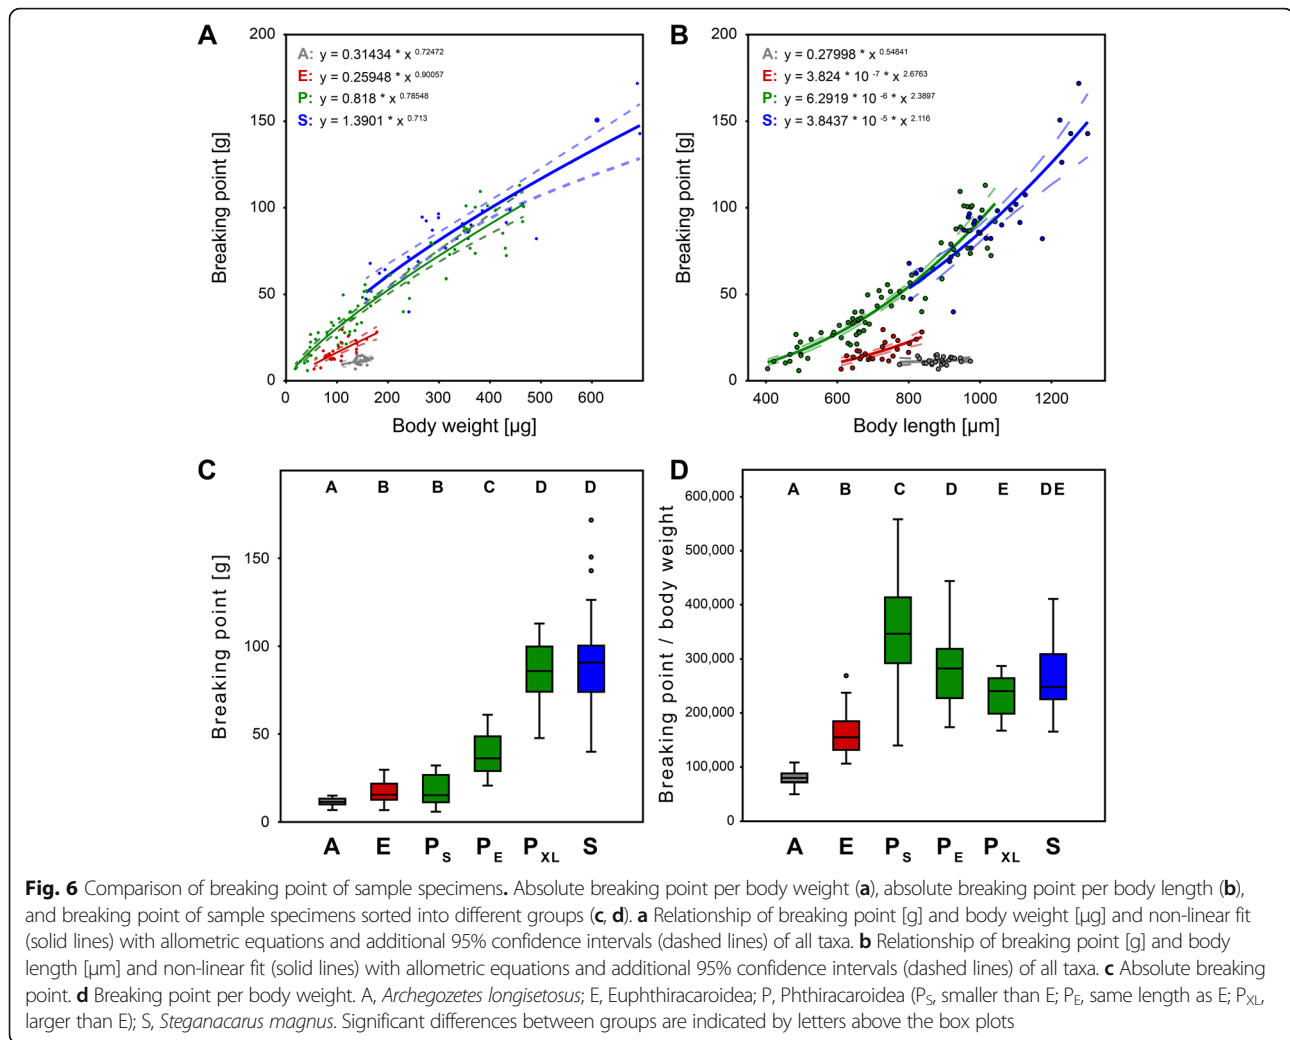 A
A: y = 0.31434 * x 0.72472
E: y = 0.25948 * x 0.90057
P: y = 0.818 * x 0.78548
S: y = 1.3901 * x 0.713
200
150
100
50
0
Breaking point [g]
0 100 200 300 400 500 600
Body weight [µg]
B
A: y = 0.27998 * x 0.54841
E: y = 3.824 * 10 -7 * x 2.6763
P: y = 6.2919 * 10 -6 * x 2.3897
S: y = 3.8437 * 10 -5 * x 2.116
200
150
100
50
0
Breaking point [g]
400 600 800 1000 1200
Body length [µm]
C
A B B C D D
150
100
50
0
Breaking point [g]
A E PS PE PXL S
D
A B C D E DE
600,000
500,000
400,000
300,000
200,000
100,000
0
Breaking point / body weight
A E PS PE PXL S
Fig. 6 Comparison of breaking point of sample specimens. Absolute breaking point per body weight (a), absolute breaking point per body length (b),
and breaking point of sample specimens sorted into different groups (c, d). a Relationship of breaking point [g] and body weight [µg] and non-linear fit
(solid lines) with allometric equations and additional 95% confidence intervals (dashed lines) of all taxa. b Relationship of breaking point [g] and body
length [µm] and non-linear fit (solid lines) with allometric equations and additional 95% confidence intervals (dashed lines) of all taxa. c Absolute breaking
point. d Breaking point per body weight. A, Archegozetes longisetosus; E, Euphthiracaroidea; P, Phthiracaroidea (PS, smaller than E; PE, same length as E; PXL,
larger than E); S, Steganacarus magnus. Significant differences between groups are indicated by letters above the box plots